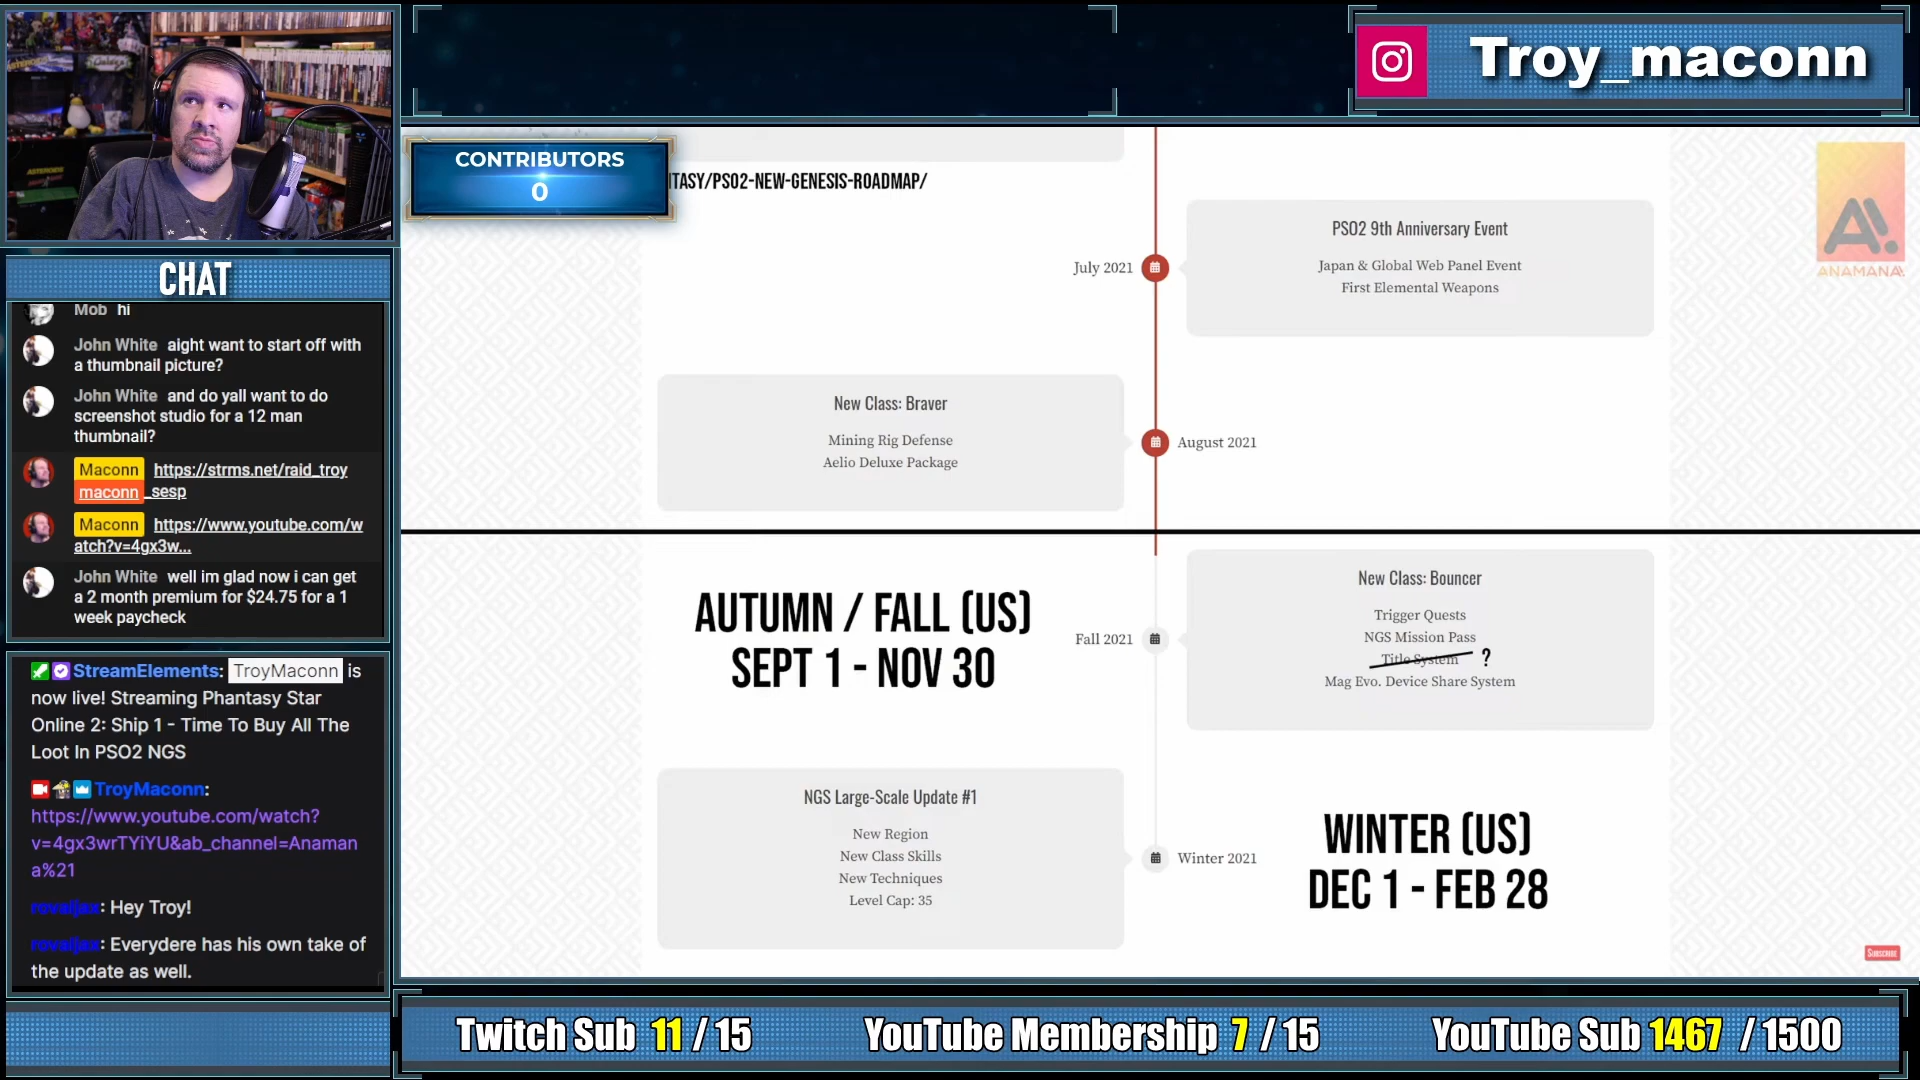 Troy_maconn
CONTRIBUTORS
0
NTASY/PSO2-NEW-GENESIS-ROADMAP/
ANAMANA
PSO2 9th Anniversary Event
Japan & Global Web Panel Event
First Elemental Weapons
July 2021
New Class: Braver
Mining Rig Defense
Aelio Deluxe Package
August 2021
AUTUMN / FALL (US)
SEPT 1 - NOV 30
Fall 2021
New Class: Bouncer
Trigger Quests
NGS Mission Pass
Title System ?
Mag Evo. Device Share System
NGS Large-Scale Update #1
New Region
New Class Skills
New Techniques
Level Cap: 35
Winter 2021
WINTER (US)
DEC 1 - FEB 28
SUBSCRIBE
CHAT
Mob hi
John White aight want to start off with
a thumbnail picture?
John White and do yall want to do
screenshot studio for a 12 man
thumbnail?
Maconn https://strms.net/raid_troy
maconn _sesp
Maconn https://www.youtube.com/w
atch?v=4gx3w...
John White well im glad now i can get
a 2 month premium for $24.75 for a 1
week paycheck
StreamElements: TroyMaconn is
now live! Streaming Phantasy Star
Online 2: Ship 1 - Time To Buy All The
Loot In PSO2 NGS
TroyMaconn:
https://www.youtube.com/watch?
v=4gx3wrTYiYU&ab_channel=Anaman
a%21
: Hey Troy!
: Everydere has his own take of
the update as well.
Twitch Sub 11 / 15
YouTube Membership 7 / 15
YouTube Sub 1467 / 1500